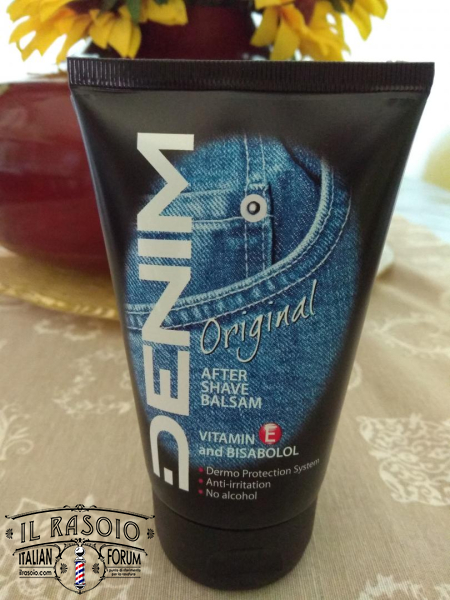 DENIM
Original
AFTER
SHAVE
BALSAM
VITAMIN E
and BISABOLOL
• Dermo Protection System
• Anti-irritation
• No alcohol
IL RASOIO
ITALIAN FORUM
ilrasoio.com